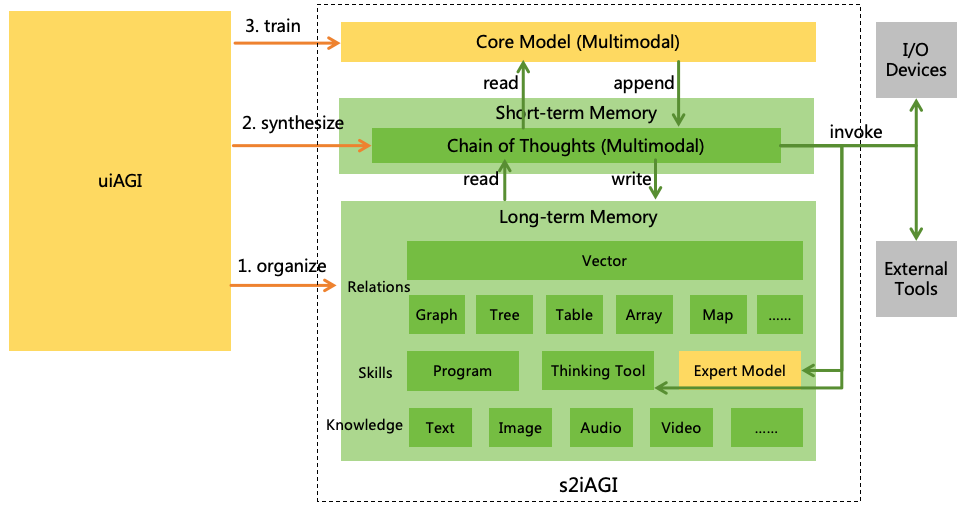 3. train
Core Model (Multimodal)
I/O
Devices
read
append
Short-term Memory
2. synthesize
Chain of Thoughts (Multimodal)
invoke
uiAGI
read
write
Long-term Memory
Vector
1. organize
Relations
External
Tools
Graph
Tree
Table
Array
Map
......
Skills
Program
Thinking Tool
Expert Model
Knowledge
Text
Image
Audio
Video
......
s2iAGI